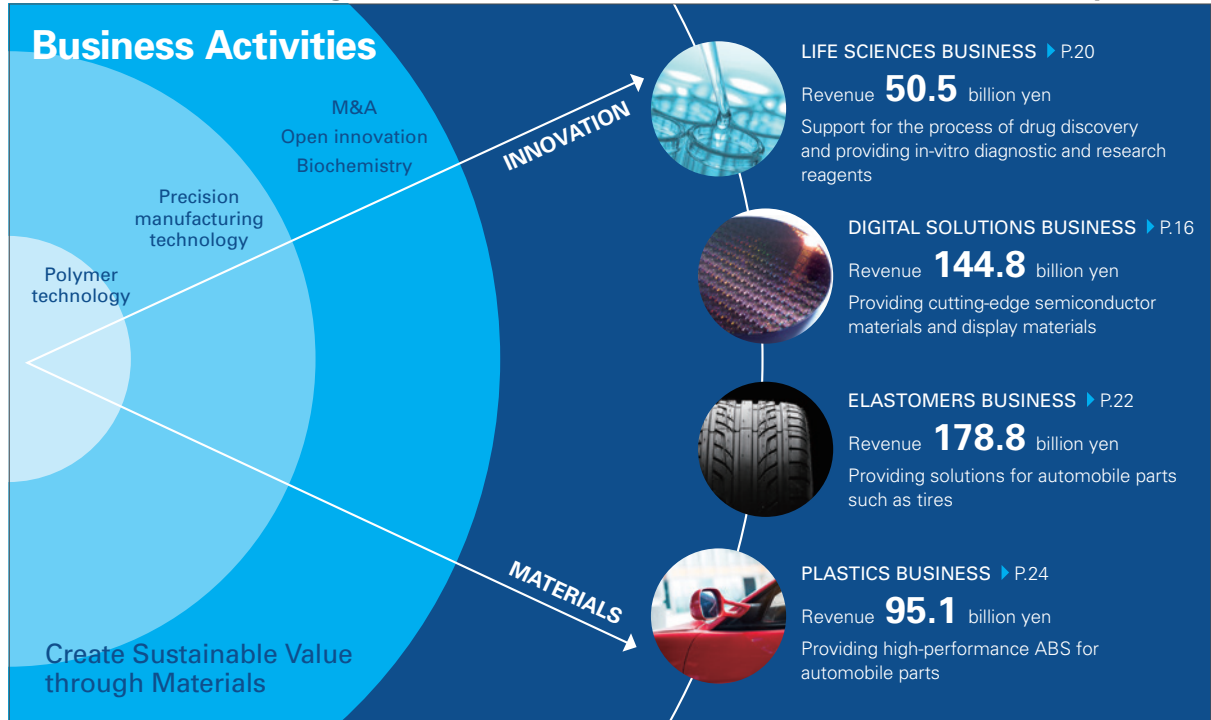 Business Activities
M&A
Open innovation
Biochemistry
Precision
manufacturing
technology
Polymer
technology
INNOVATION
MATERIALS
Create Sustainable Value
through Materials
LIFE SCIENCES BUSINESS P.20
Revenue 50.5 billion yen
Support for the process of drug discovery
and providing in-vitro diagnostic and research
reagents
DIGITAL SOLUTIONS BUSINESS P.16
Revenue 144.8 billion yen
Providing cutting-edge semiconductor
materials and display materials
ELASTOMERS BUSINESS P.22
Revenue 178.8 billion yen
Providing solutions for automobile parts
such as tires
PLASTICS BUSINESS P.24
Revenue 95.1 billion yen
Providing high-performance ABS for
automobile parts